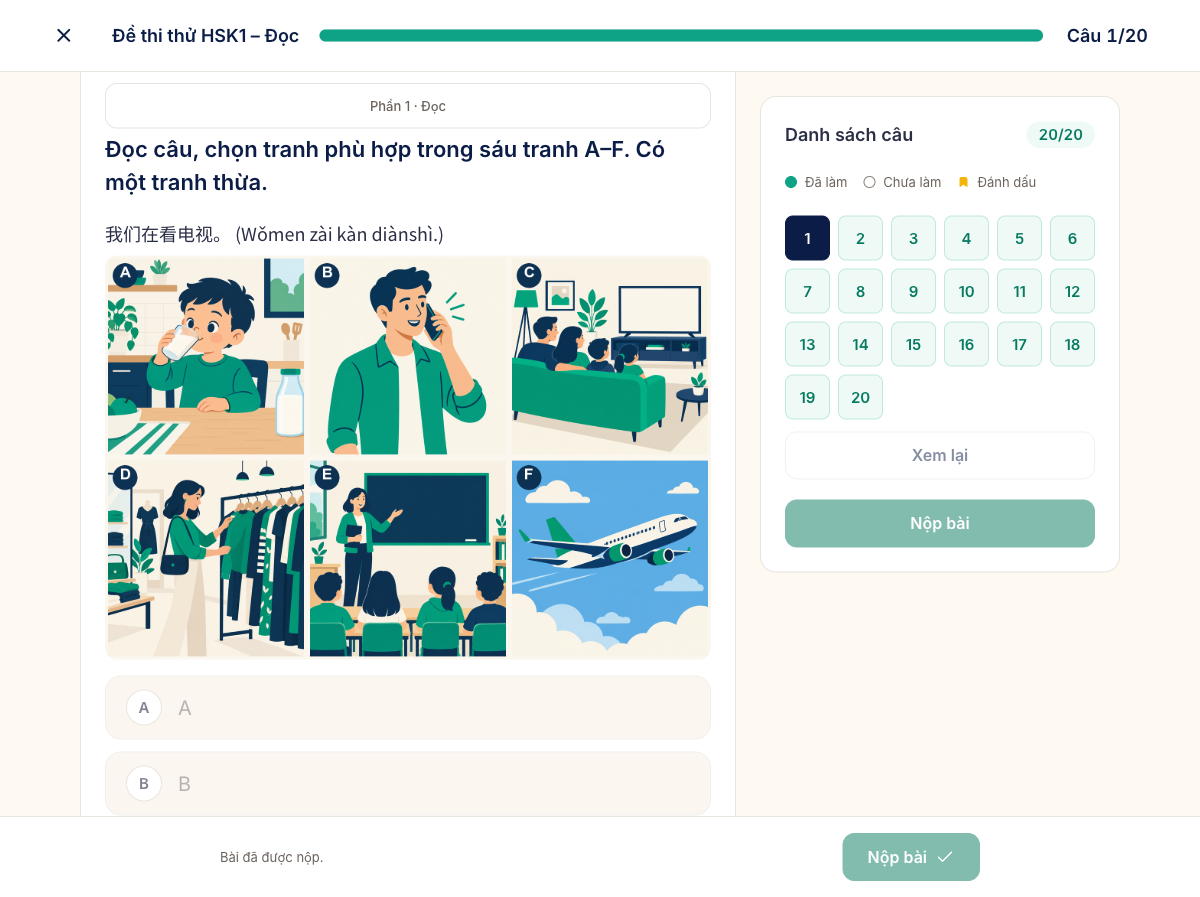 Đề thi thử HSK1 – Đọc
Câu 1/20
Phần 1 · Đọc
Đọc câu, chọn tranh phù hợp trong sáu tranh A–F. Có
một tranh thừa.
我们在看电视。 (Wǒmen zài kàn diànshì.)
A
B
C
D
E
F
A
A
B
B
Danh sách câu
20/20
Đã làm
Chưa làm
Đánh dấu
1
2
3
4
5
6
7
8
9
10
11
12
13
14
15
16
17
18
19
20
Xem lại
Nộp bài
Bài đã được nộp.
Nộp bài